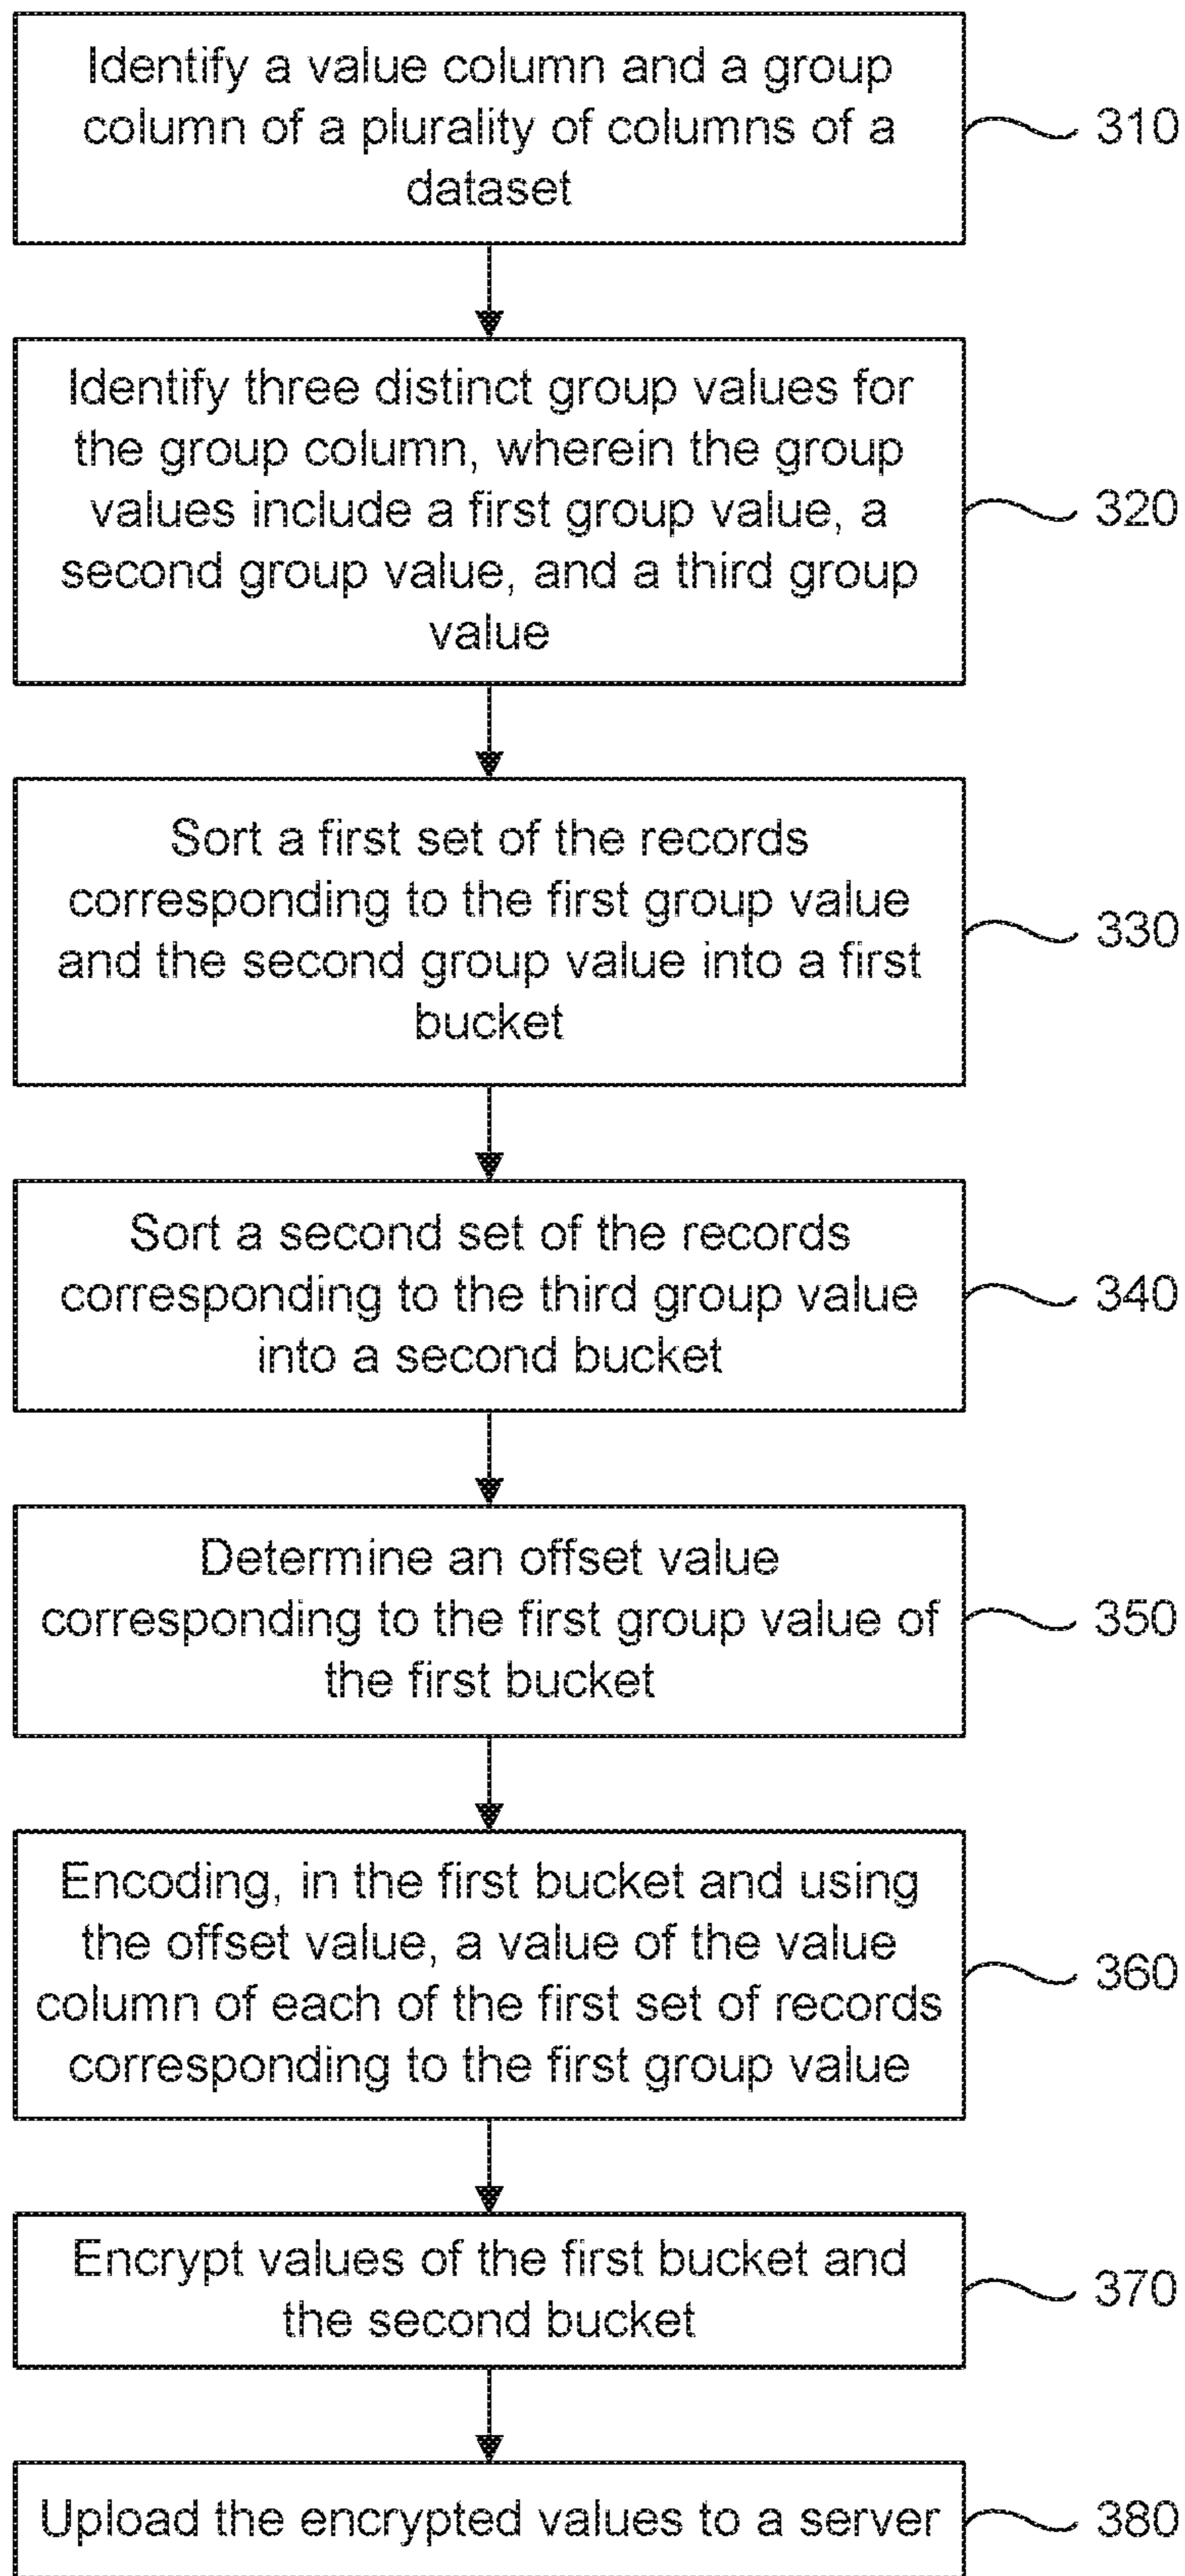 Identify a value column and a group
column of a plurality of columns of a
dataset
310
Identify three distinct group values for
the group column, wherein the group
values include a first group value, a
second group value, and a third group
value
320
Sort a first set of the records
corresponding to the first group value
and the second group value into a first
bucket
330
Sort a second set of the records
corresponding to the third group value
into a second bucket
340
Determine an offset value
corresponding to the first group value of
the first bucket
350
Encoding, in the first bucket and using
the offset value, a value of the value
column of each of the first set of records
corresponding to the first group value
360
Encrypt values of the first bucket and
the second bucket
370
Upload the encrypted values to a server
380